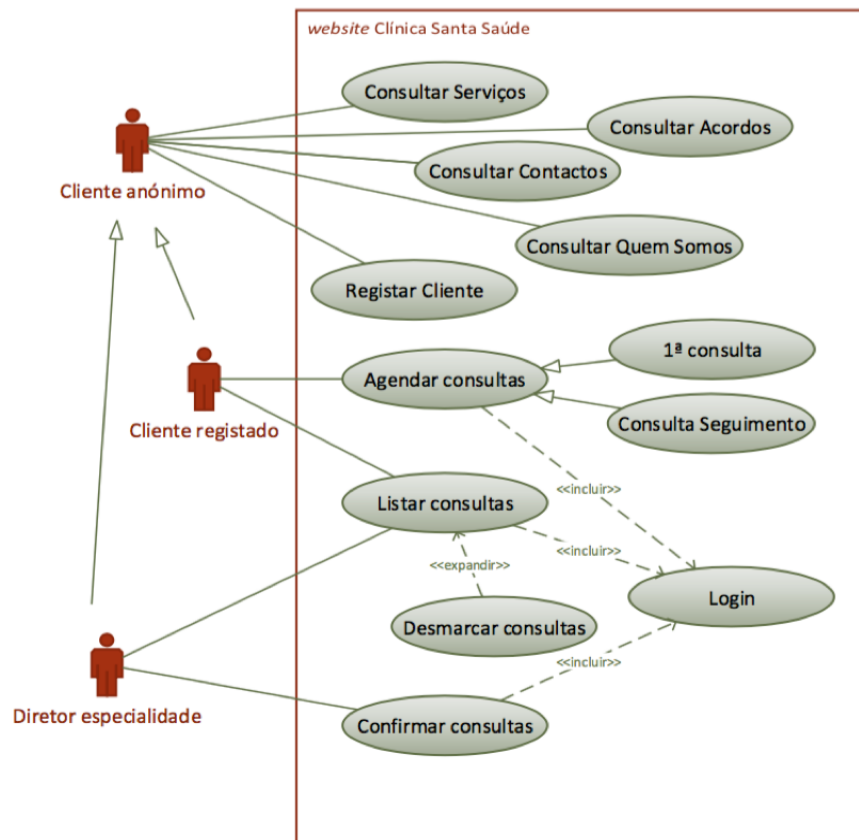 website Clínica Santa Saúde
Consultar Serviços
Consultar Acordos
Consultar Contactos
Cliente anónimo
Consultar Quem Somos
Registar Cliente
1ª consulta
Agendar consultas
Consulta Seguimento
Cliente registado
<<incluir>>
Listar consultas
<<incluir>>
<<expandir>>
Login
Desmarcar consultas
<<incluir>>
Diretor especialidade
Confirmar consultas